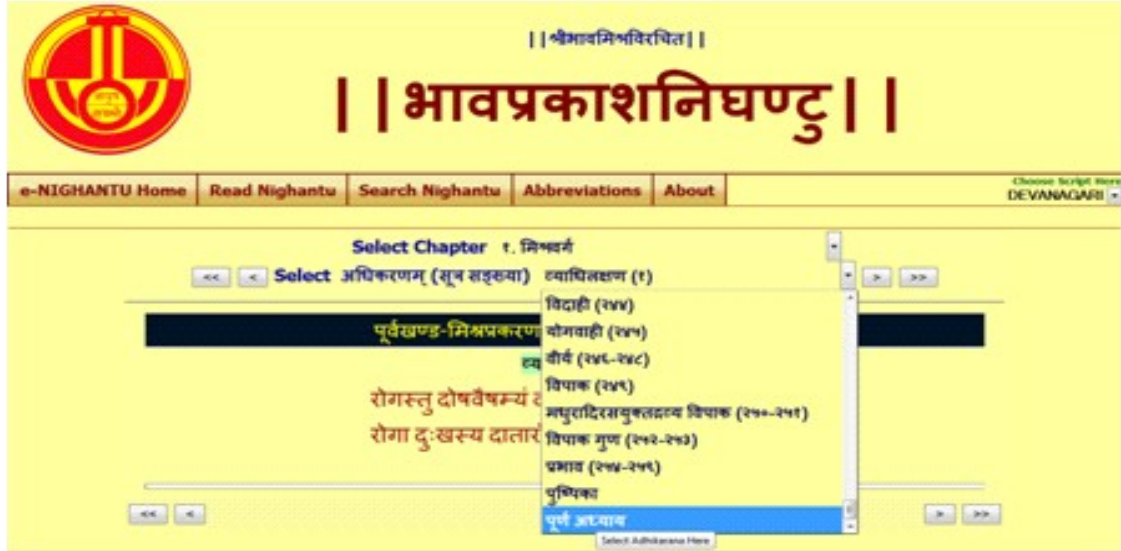 ||श्रीभावमिश्रविरचित||
||भावप्रकाशनिघण्टु||
e-NIGHANTU Home Read Nighantu Search Nighantu Abbreviations About
Choose Script Here
DEVANAGARI
Select Chapter १. मिश्रवर्ग
<< < Select अधिकरणम् (सूत्र सङ्ख्या) व्याधिलक्षण (१) > >>
विदाही (२४४)
पूर्वखण्ड-मिश्रप्रकरण योगवाही (२४५)
वीर्य (२४६-२४८)
विपाक (२४९)
रोगस्तु दोषवैषम्यं
मधुरादिरसयुक्तद्रव्य विपाक (२५०-२५१)
रोगा दुःखस्य दातार विपाक गुण (२५२-२५३)
प्रभाव (२५४-२५९)
पुष्पिका
<< < पूर्ण अध्याय > >>
Select Adhikarana Here